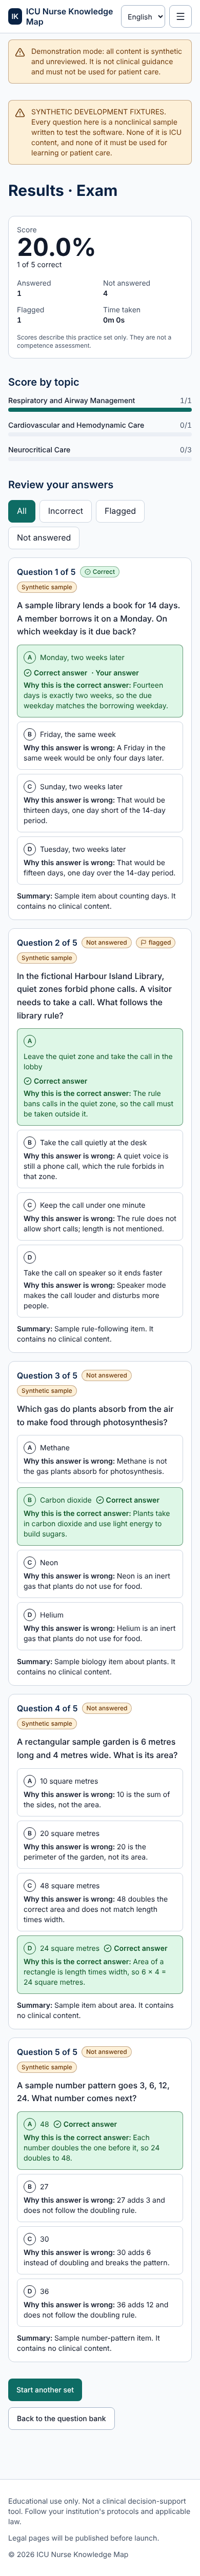 IK
ICU Nurse Knowledge
Map
English
Demonstration mode: all content is synthetic
and unreviewed. It is not clinical guidance
and must not be used for patient care.
SYNTHETIC DEVELOPMENT FIXTURES.
Every question here is a nonclinical sample
written to test the software. None of it is ICU
content, and none of it must be used for
learning or patient care.
Results · Exam
Score
20.0%
1 of 5 correct
Answered
1
Not answered
4
Flagged
1
Time taken
0m 0s
Scores describe this practice set only. They are not a
competence assessment.
Score by topic
Respiratory and Airway Management 1/1
Cardiovascular and Hemodynamic Care 0/1
Neurocritical Care 0/3
Review your answers
All
Incorrect
Flagged
Not answered
Question 1 of 5 Correct
Synthetic sample
A sample library lends a book for 14 days.
A member borrows it on a Monday. On
which weekday is it due back?
A Monday, two weeks later
Correct answer · Your answer
Why this is the correct answer: Fourteen
days is exactly two weeks, so the due
weekday matches the borrowing weekday.
B Friday, the same week
Why this answer is wrong: A Friday in the
same week would be only four days later.
C Sunday, two weeks later
Why this answer is wrong: That would be
thirteen days, one day short of the 14-day
period.
D Tuesday, two weeks later
Why this answer is wrong: That would be
fifteen days, one day over the 14-day period.
Summary: Sample item about counting days. It
contains no clinical content.
Question 2 of 5 Not answered flagged
Synthetic sample
In the fictional Harbour Island Library,
quiet zones forbid phone calls. A visitor
needs to take a call. What follows the
library rule?
A
Leave the quiet zone and take the call in the
lobby
Correct answer
Why this is the correct answer: The rule
bans calls in the quiet zone, so the call must
be taken outside it.
B Take the call quietly at the desk
Why this answer is wrong: A quiet voice is
still a phone call, which the rule forbids in
that zone.
C Keep the call under one minute
Why this answer is wrong: The rule does not
allow short calls; length is not mentioned.
D
Take the call on speaker so it ends faster
Why this answer is wrong: Speaker mode
makes the call louder and disturbs more
people.
Summary: Sample rule-following item. It
contains no clinical content.
Question 3 of 5 Not answered
Synthetic sample
Which gas do plants absorb from the air
to make food through photosynthesis?
A Methane
Why this answer is wrong: Methane is not
the gas plants absorb for photosynthesis.
B Carbon dioxide Correct answer
Why this is the correct answer: Plants take
in carbon dioxide and use light energy to
build sugars.
C Neon
Why this answer is wrong: Neon is an inert
gas that plants do not use for food.
D Helium
Why this answer is wrong: Helium is an inert
gas that plants do not use for food.
Summary: Sample biology item about plants. It
contains no clinical content.
Question 4 of 5 Not answered
Synthetic sample
A rectangular sample garden is 6 metres
long and 4 metres wide. What is its area?
A 10 square metres
Why this answer is wrong: 10 is the sum of
the sides, not the area.
B 20 square metres
Why this answer is wrong: 20 is the
perimeter of the garden, not its area.
C 48 square metres
Why this answer is wrong: 48 doubles the
correct area and does not match length
times width.
D 24 square metres Correct answer
Why this is the correct answer: Area of a
rectangle is length times width, so 6 × 4 =
24 square metres.
Summary: Sample item about area. It contains
no clinical content.
Question 5 of 5 Not answered
Synthetic sample
A sample number pattern goes 3, 6, 12,
24. What number comes next?
A 48 Correct answer
Why this is the correct answer: Each
number doubles the one before it, so 24
doubles to 48.
B 27
Why this answer is wrong: 27 adds 3 and
does not follow the doubling rule.
C 30
Why this answer is wrong: 30 adds 6
instead of doubling and breaks the pattern.
D 36
Why this answer is wrong: 36 adds 12 and
does not follow the doubling rule.
Summary: Sample number-pattern item. It
contains no clinical content.
Start another set
Back to the question bank
Educational use only. Not a clinical decision-support
tool. Follow your institution's protocols and applicable
law.
Legal pages will be published before launch.
© 2026 ICU Nurse Knowledge Map